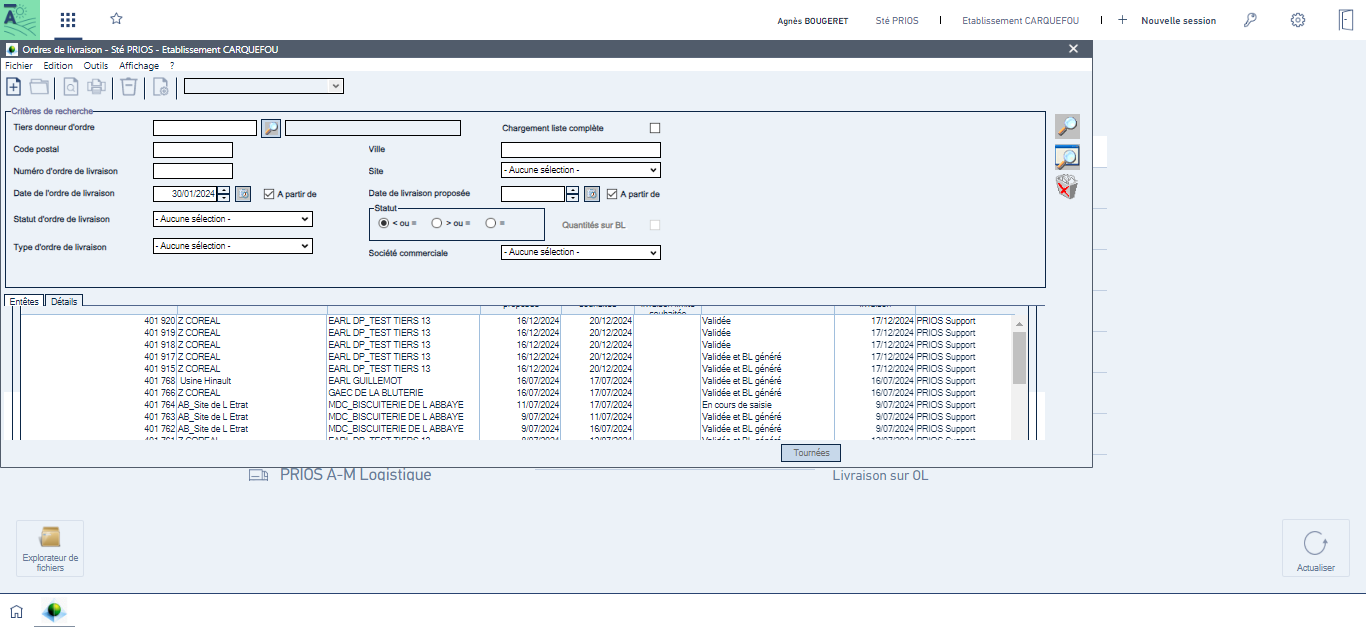 Agnès BOUGERET Sté PRIOS Etablissement CARQUEFOU + Nouvelle session
Ordres de livraison - Sté PRIOS - Etablissement CARQUEFOU
Fichier Edition Outils Affichage ?
Critères de recherche
Tiers donneur d'ordre Chargement liste complète
Code postal Ville
Numéro d'ordre de livraison Site - Aucune sélection -
Date de l'ordre de livraison 30/01/2024 A partir de Date de livraison proposée A partir de
Statut
Statut d'ordre de livraison - Aucune sélection - < ou = > ou = = Quantités sur BL
Type d'ordre de livraison - Aucune sélection - Société commerciale - Aucune sélection -
Entêtes Détails
401 920 Z COREAL EARL DP_TEST TIERS 13 16/12/2024 20/12/2024 Validée 17/12/2024 PRIOS Support
401 919 Z COREAL EARL DP_TEST TIERS 13 16/12/2024 20/12/2024 Validée 17/12/2024 PRIOS Support
401 918 Z COREAL EARL DP_TEST TIERS 13 16/12/2024 20/12/2024 Validée 17/12/2024 PRIOS Support
401 917 Z COREAL EARL DP_TEST TIERS 13 16/12/2024 20/12/2024 Validée et BL généré 17/12/2024 PRIOS Support
401 915 Z COREAL EARL DP_TEST TIERS 13 16/12/2024 20/12/2024 Validée et BL généré 17/12/2024 PRIOS Support
401 768 Usine Hinault EARL GUILLEMOT 16/07/2024 17/07/2024 Validée et BL généré 16/07/2024 PRIOS Support
401 766 Z COREAL GAEC DE LA BLUTERIE 16/07/2024 17/07/2024 Validée et BL généré 16/07/2024 PRIOS Support
401 764 AB_Site de L Etrat MDC_BISCUITERIE DE L ABBAYE 11/07/2024 17/07/2024 En cours de saisie 9/07/2024 PRIOS Support
401 763 AB_Site de L Etrat MDC_BISCUITERIE DE L ABBAYE 9/07/2024 11/07/2024 Validée et BL généré 9/07/2024 PRIOS Support
401 762 AB_Site de L Etrat MDC_BISCUITERIE DE L ABBAYE 9/07/2024 16/07/2024 Validée et BL généré 9/07/2024 PRIOS Support
Tournées
PRIOS A-M Logistique Livraison sur OL
Explorateur de
fichiers
Actualiser